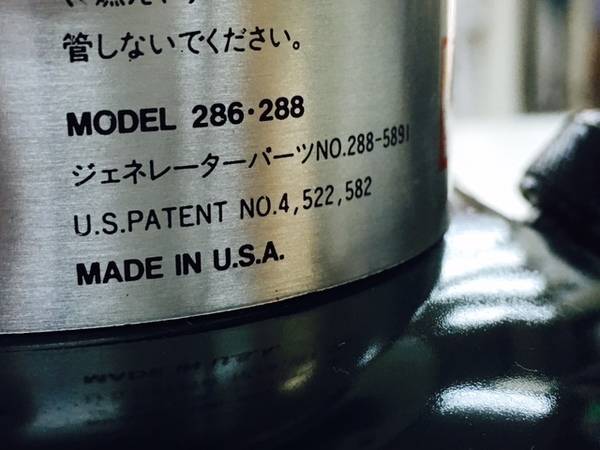 管しないでください。
MODEL 286・288
ジェネレーターパーツNO.288-5891
U.S.PATENT NO.4,522,582
MADE IN U.S.A.